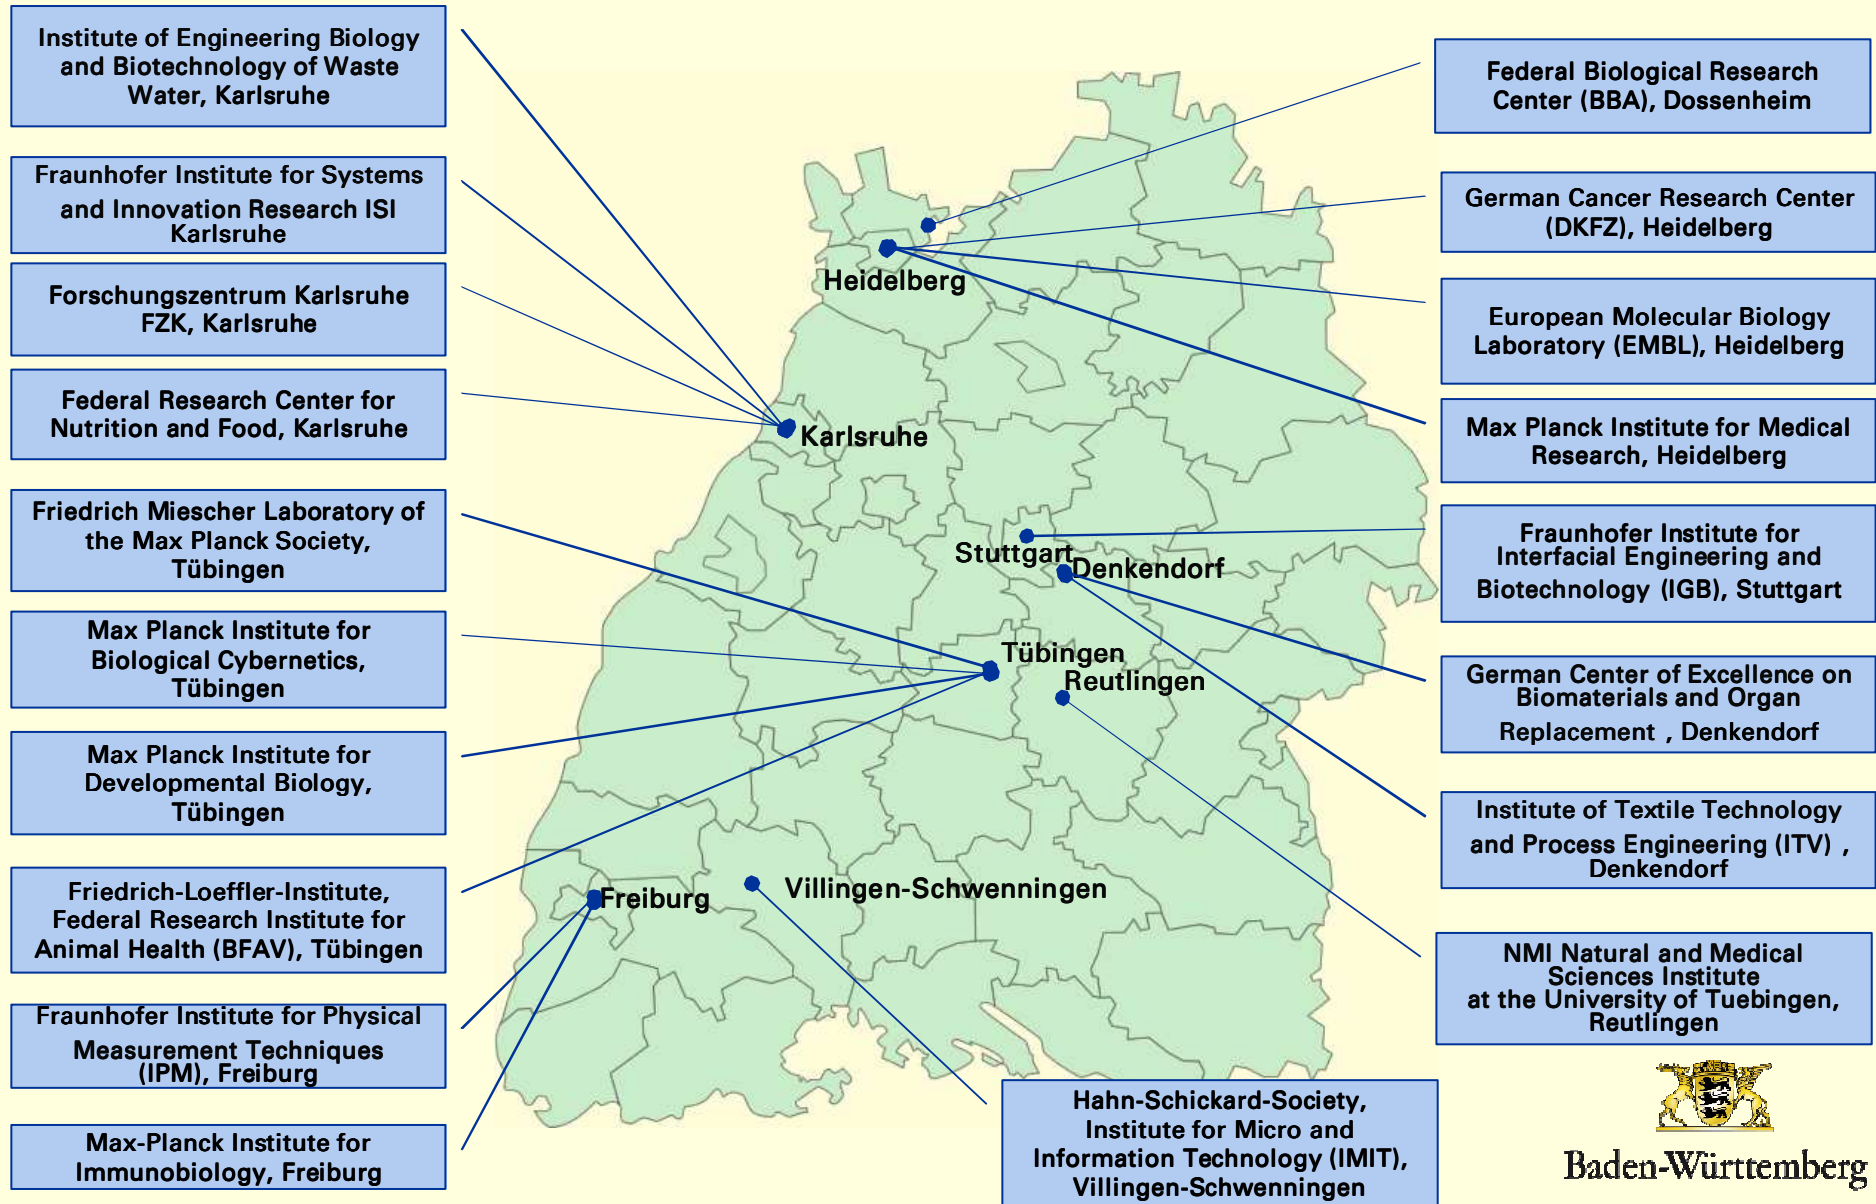 Institute of Engineering Biology
and Biotechnology of Waste
Water, Karlsruhe
Fraunhofer Institute for Systems
and Innovation Research ISI
Karlsruhe
Forschungszentrum Karlsruhe
FZK, Karlsruhe
Federal Research Center for
Nutrition and Food, Karlsruhe
Friedrich Miescher Laboratory of
the Max Planck Society,
Tübingen
Max Planck Institute for
Biological Cybernetics,
Tübingen
Max Planck Institute for
Developmental Biology,
Tübingen
Friedrich-Loeffler-Institute,
Federal Research Institute for
Animal Health (BFAV), Tübingen
Fraunhofer Institute for Physical
Measurement Techniques
(IPM), Freiburg
Max-Planck Institute for
Immunobiology, Freiburg
Heidelberg
Karlsruhe
Stuttgart
Denkendorf
Tübingen
Reutlingen
Freiburg
Villingen-Schwenningen
Federal Biological Research
Center (BBA), Dossenheim
German Cancer Research Center
(DKFZ), Heidelberg
European Molecular Biology
Laboratory (EMBL), Heidelberg
Max Planck Institute for Medical
Research, Heidelberg
Fraunhofer Institute for
Interfacial Engineering and
Biotechnology (IGB), Stuttgart
German Center of Excellence on
Biomaterials and Organ
Replacement , Denkendorf
Institute of Textile Technology
and Process Engineering (ITV) ,
Denkendorf
NMI Natural and Medical
Sciences Institute
at the University of Tuebingen,
Reutlingen
Hahn-Schickard-Society,
Institute for Micro and
Information Technology (IMIT),
Villingen-Schwenningen
Baden-Württemberg